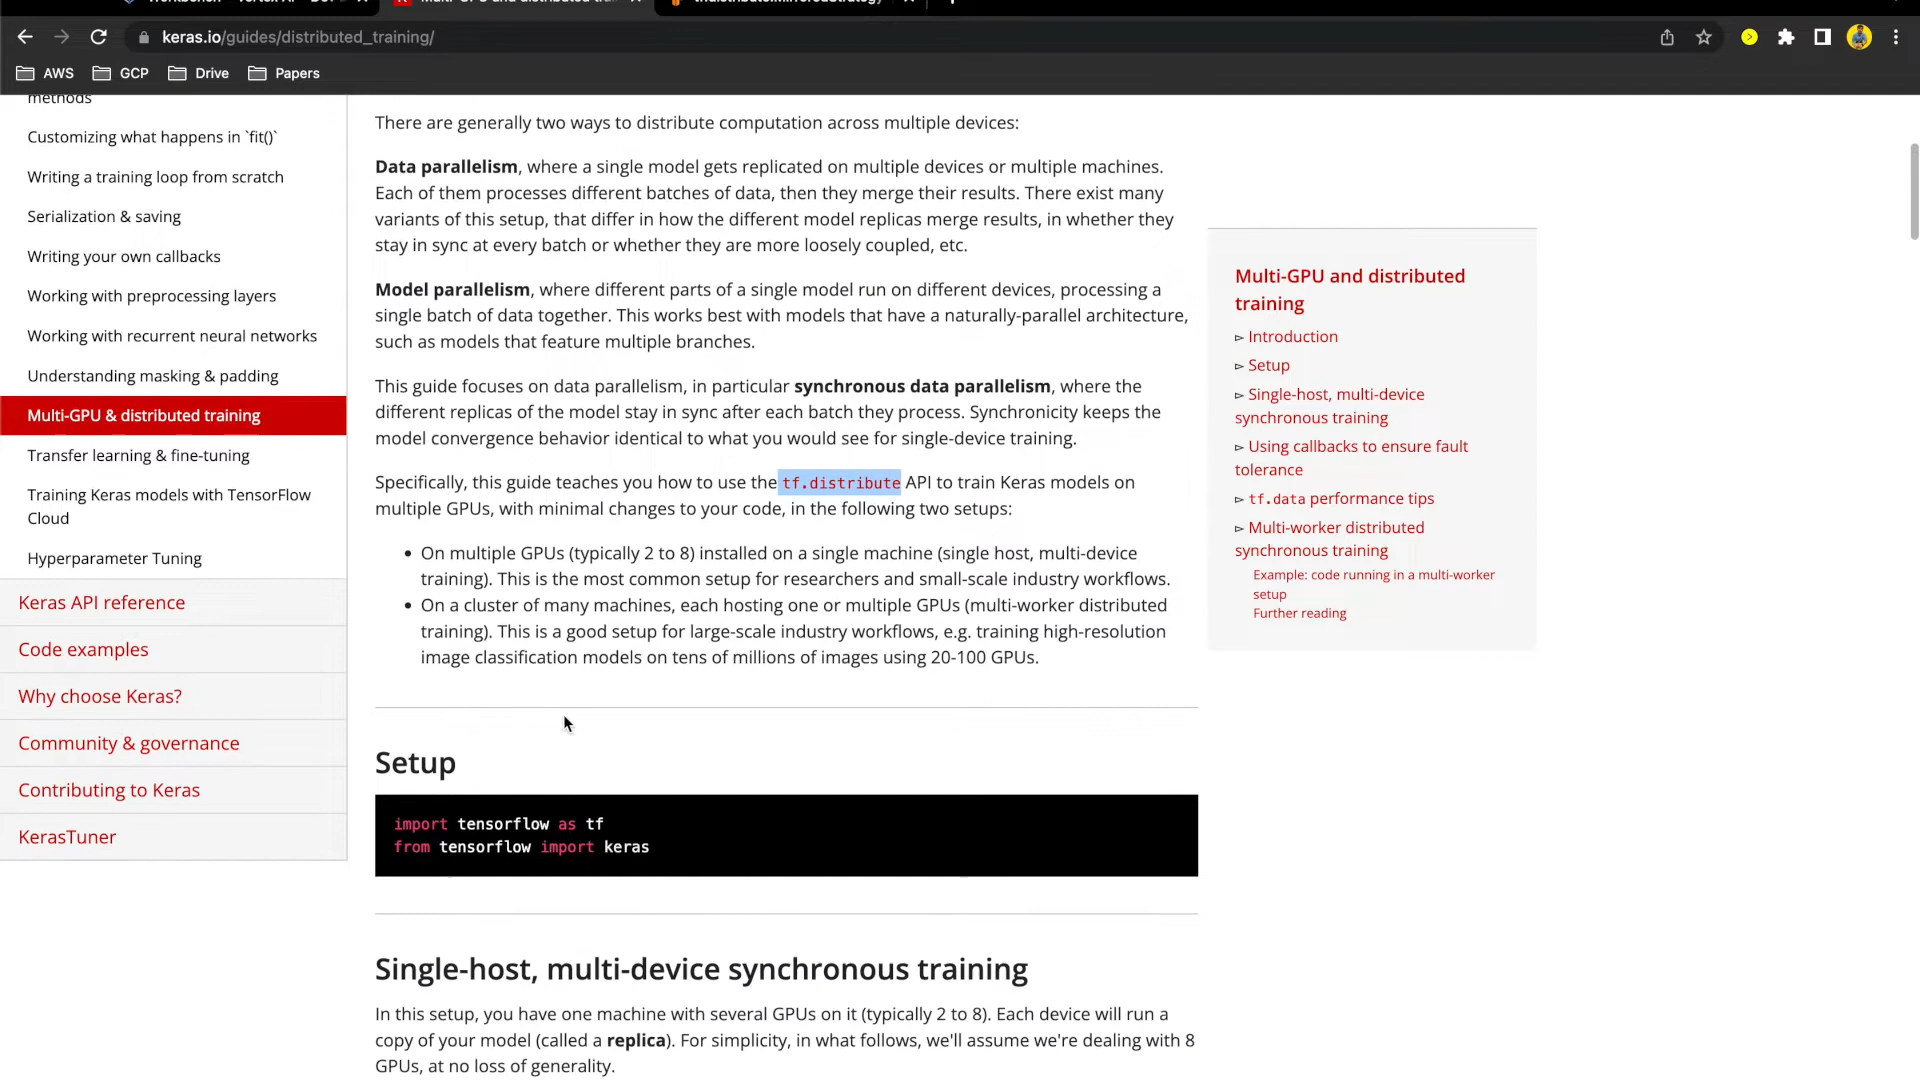 keras.io/guides/distributed_training/
AWS GCP Drive Papers
methods
Customizing what happens in `fit()`
Writing a training loop from scratch
Serialization & saving
Writing your own callbacks
Working with preprocessing layers
Working with recurrent neural networks
Understanding masking & padding
Multi-GPU & distributed training
Transfer learning & fine-tuning
Training Keras models with TensorFlow
Cloud
Hyperparameter Tuning
Keras API reference
Code examples
Why choose Keras?
Community & governance
Contributing to Keras
KerasTuner
There are generally two ways to distribute computation across multiple devices:
Data parallelism, where a single model gets replicated on multiple devices or multiple machines.
Each of them processes different batches of data, then they merge their results. There exist many
variants of this setup, that differ in how the different model replicas merge results, in whether they
stay in sync at every batch or whether they are more loosely coupled, etc.
Model parallelism, where different parts of a single model run on different devices, processing a
single batch of data together. This works best with models that have a naturally-parallel architecture,
such as models that feature multiple branches.
This guide focuses on data parallelism, in particular synchronous data parallelism, where the
different replicas of the model stay in sync after each batch they process. Synchronicity keeps the
model convergence behavior identical to what you would see for single-device training.
Specifically, this guide teaches you how to use the tf.distribute API to train Keras models on
multiple GPUs, with minimal changes to your code, in the following two setups:
• On multiple GPUs (typically 2 to 8) installed on a single machine (single host, multi-device
training). This is the most common setup for researchers and small-scale industry workflows.
• On a cluster of many machines, each hosting one or multiple GPUs (multi-worker distributed
training). This is a good setup for large-scale industry workflows, e.g. training high-resolution
image classification models on tens of millions of images using 20-100 GPUs.
Setup
import tensorflow as tf
from tensorflow import keras
Single-host, multi-device synchronous training
In this setup, you have one machine with several GPUs on it (typically 2 to 8). Each device will run a
copy of your model (called a replica). For simplicity, in what follows, we'll assume we're dealing with 8
GPUs, at no loss of generality.
Multi-GPU and distributed
training
▻ Introduction
▻ Setup
▻ Single-host, multi-device
synchronous training
▻ Using callbacks to ensure fault
tolerance
▻ tf.data performance tips
▻ Multi-worker distributed
synchronous training
Example: code running in a multi-worker
setup
Further reading